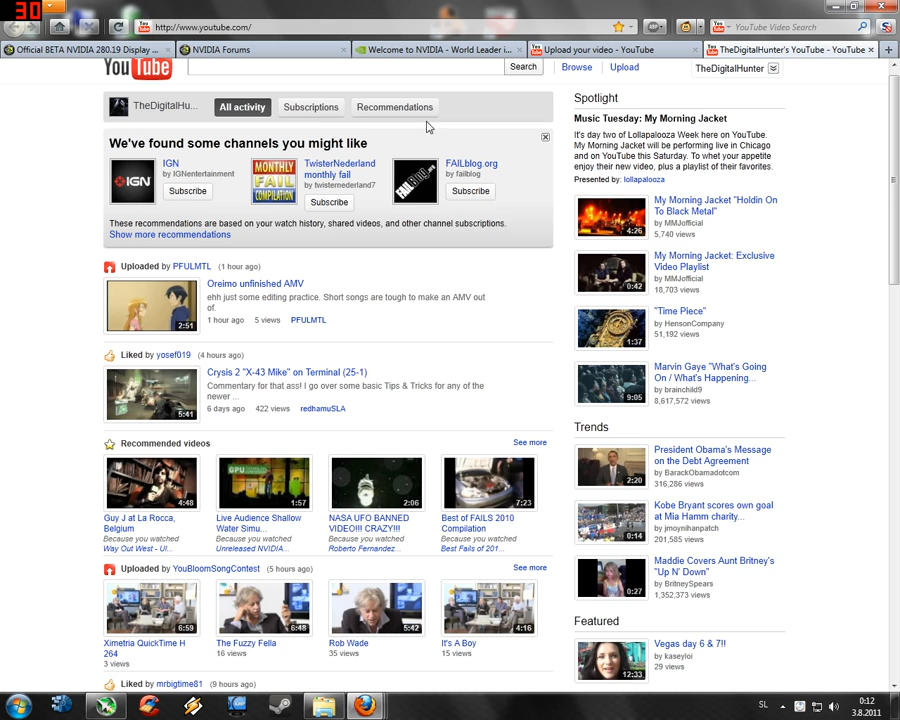 30
http://www.youtube.com/
YouTube Video Search
Official BETA NVIDIA 280.19 Display ...
NVIDIA Forums
Welcome to NVIDIA - World Leader i...
Upload your video - YouTube
TheDigitalHunter's YouTube - YouTube
You Tube
Search
Browse
Upload
TheDigitalHunter
TheDigitalHu...
All activity
Subscriptions
Recommendations
We've found some channels you might like
IGN
by IGNentertainment
Subscribe
MONTHLY
FAIL
COMPILATION
TwisterNederland
monthly fail
by twisternederland7
Subscribe
FAILBlog.org
FAILblog.org
by failblog
Subscribe
These recommendations are based on your watch history, shared videos, and other channel subscriptions.
Show more recommendations
Uploaded by PFULMTL (1 hour ago)
2:51
Oreimo unfinished AMV
ehh just some editing practice. Short songs are tough to make an AMV out
of.
1 hour ago 5 views PFULMTL
Liked by yosef019 (4 hours ago)
5:41
Crysis 2 "X-43 Mike" on Terminal (25-1)
Commentary for that ass! I go over some basic Tips & Tricks for any of the
newer ...
6 days ago 422 views redhamuSLA
Recommended videos
See more
4:48
GPU
1:57
2:06
7:23
Guy J at La Rocca,
Belgium
Because you watched
Way Out West - Ul...
Live Audience Shallow
Water Simu...
Because you watched
Unreleased NVIDIA...
NASA UFO BANNED
VIDEO!!! CRAZY!!!
Because you watched
Roberto Fernandez...
Best of FAILS 2010
Compilation
Because you watched
Best Fails of 201...
Uploaded by YouBloomSongContest (5 hours ago)
See more
6:59
6:48
5:42
4:16
Ximetria QuickTime H
264
3 views
The Fuzzy Fella
16 views
Rob Wade
35 views
It's A Boy
15 views
Liked by mrbigtime81 (9 hours ago)
Spotlight
Music Tuesday: My Morning Jacket
It's day two of Lollapalooza Week here on YouTube.
My Morning Jacket will be performing live in Chicago
and on YouTube this Saturday. To whet your appetite
enjoy their new video, plus a playlist of their favorites.
Presented by: lollapalooza
4:26
My Morning Jacket "Holdin On
To Black Metal"
by MMJofficial
5,740 views
0:42
My Morning Jacket: Exclusive
Video Playlist
by MMJofficial
18,703 views
1:37
"Time Piece"
by HensonCompany
51,192 views
9:05
Marvin Gaye "What's Going
On / What's Happening...
by brainchild9
8,617,572 views
Trends
2:20
President Obama's Message
on the Debt Agreement
by BarackObamadotcom
316,286 views
0:14
Kobe Bryant scores own goal
at Mia Hamm charity...
by jmoynihanpatch
201,585 views
0:27
Maddie Covers Aunt Britney's
"Up N' Down"
by BritneySpears
1,352,373 views
Featured
12:33
Vegas day 6 & 7!!
by kaseyloi
29 views
SL
0:12
3.8.2011